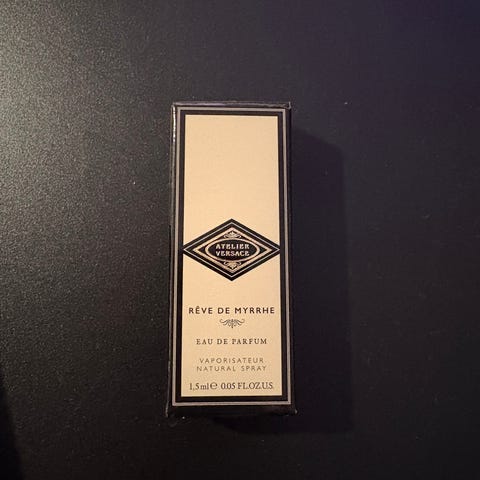 ATELIER
VERSACE
RÊVE DE MYRRHE
EAU DE PARFUM
VAPORISATEUR
NATURAL SPRAY
1,5 ml ℮ 0.05 FL.OZ.U.S.